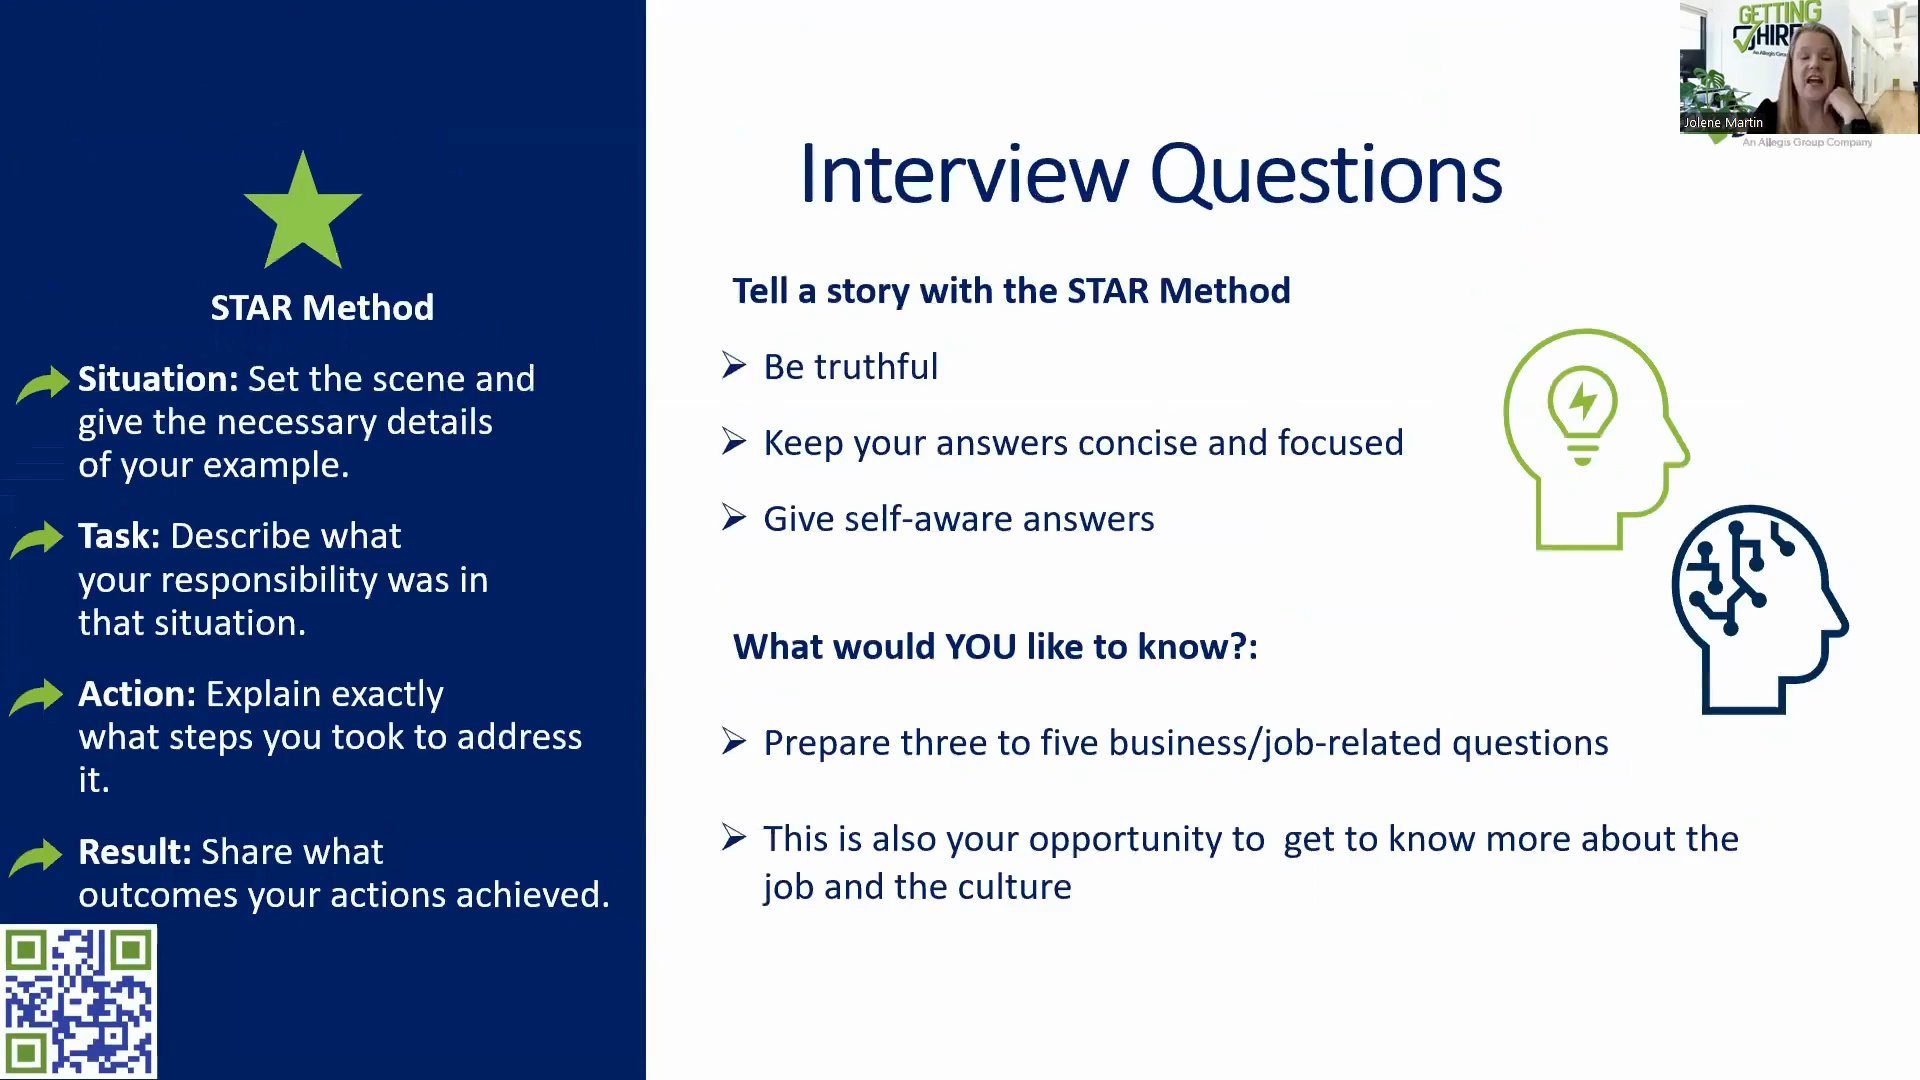 STAR Method
Situation: Set the scene and
give the necessary details
of your example.
Task: Describe what
your responsibility was in
that situation.
Action: Explain exactly
what steps you took to address
it.
Result: Share what
outcomes your actions achieved.
Interview Questions
Tell a story with the STAR Method
Be truthful
Keep your answers concise and focused
Give self-aware answers
What would YOU like to know?:
Prepare three to five business/job-related questions
This is also your opportunity to  get to know more about the
job and the culture
GETTING
Jolene Martin
An Allegis Group Company